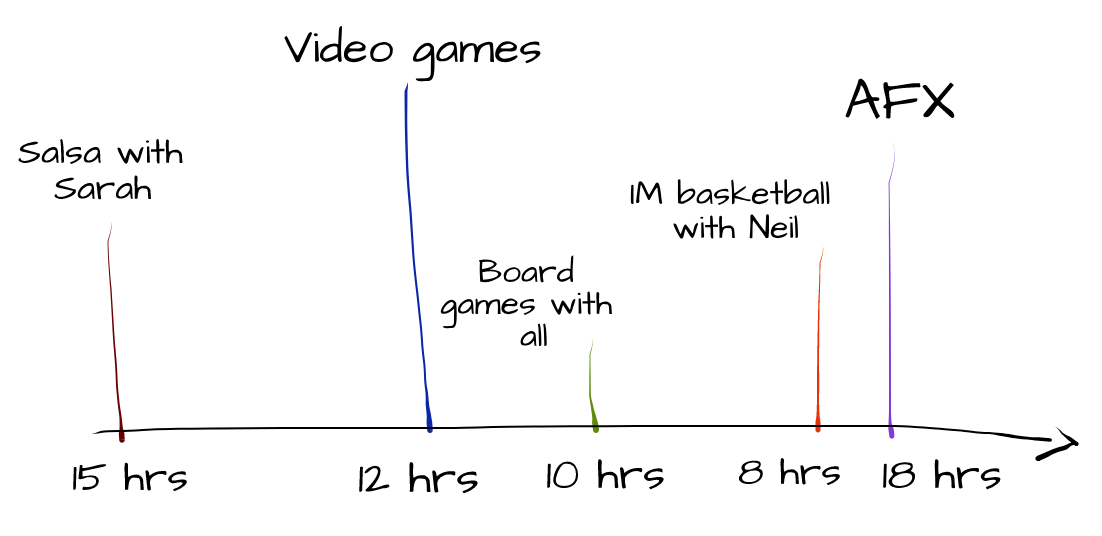 Video games
AFX
Salsa with
Sarah
IM basketball
with Neil
Board
games with
all
15 hrs
12 hrs
10 hrs
8 hrs
18 hrs